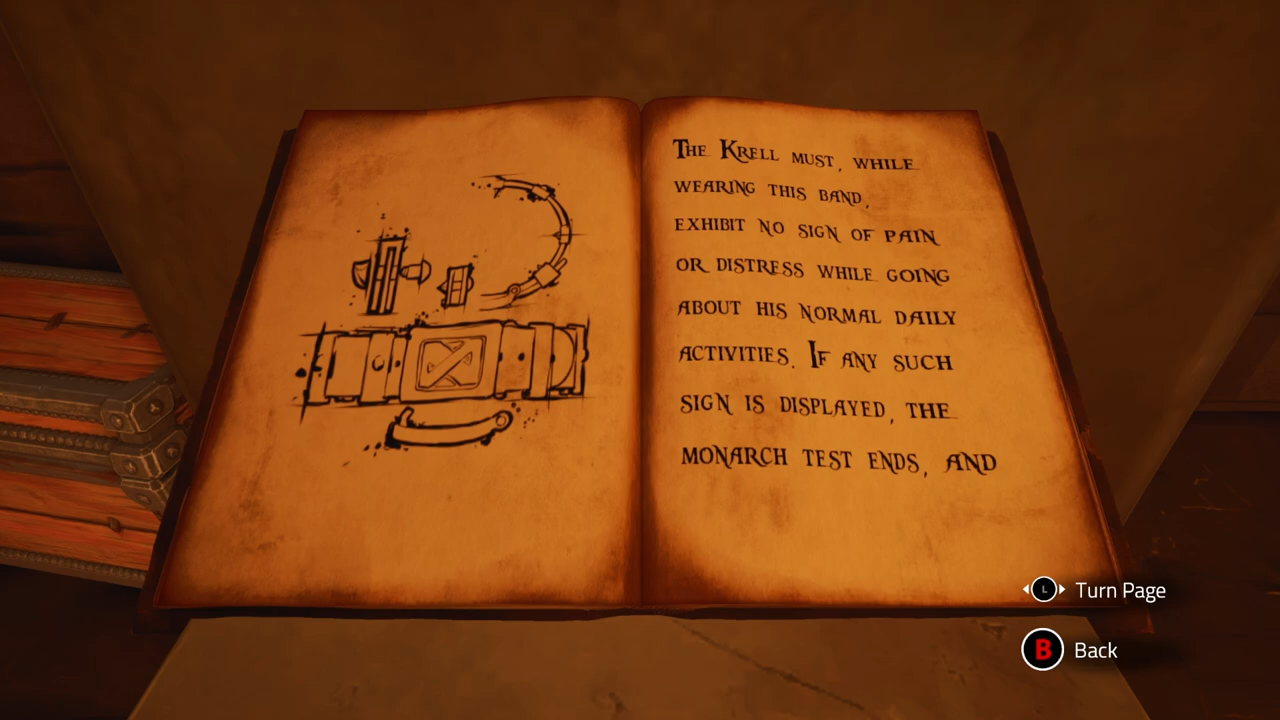 The Krell must, while
wearing this band,
exhibit no sign of pain
or distress while going
about his normal daily
activities. If any such
sign is displayed, the
monarch test ends, and
L
Turn Page
B
Back